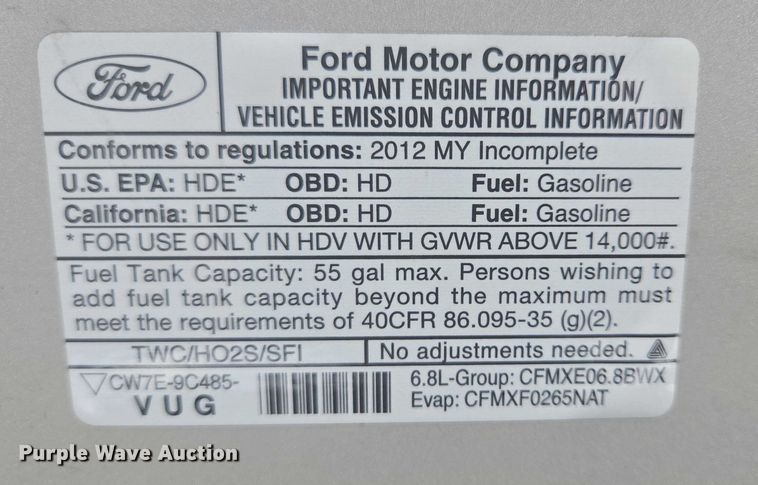 Ford
Ford Motor Company
IMPORTANT ENGINE INFORMATION/
VEHICLE EMISSION CONTROL INFORMATION
Conforms to regulations: 2012 MY Incomplete
U.S. EPA: HDE* OBD: HD Fuel: Gasoline
California: HDE* OBD: HD Fuel: Gasoline
* FOR USE ONLY IN HDV WITH GVWR ABOVE 14,000#.
Fuel Tank Capacity: 55 gal max. Persons wishing to
add fuel tank capacity beyond the maximum must
meet the requirements of 40CFR 86.095-35 (g)(2).
TWC/HO2S/SFI No adjustments needed.
CW7E-9C485-
VUG
6.8L-Group: CFMXE06.8BWX
Evap: CFMXF0265NAT
Purple Wave Auction